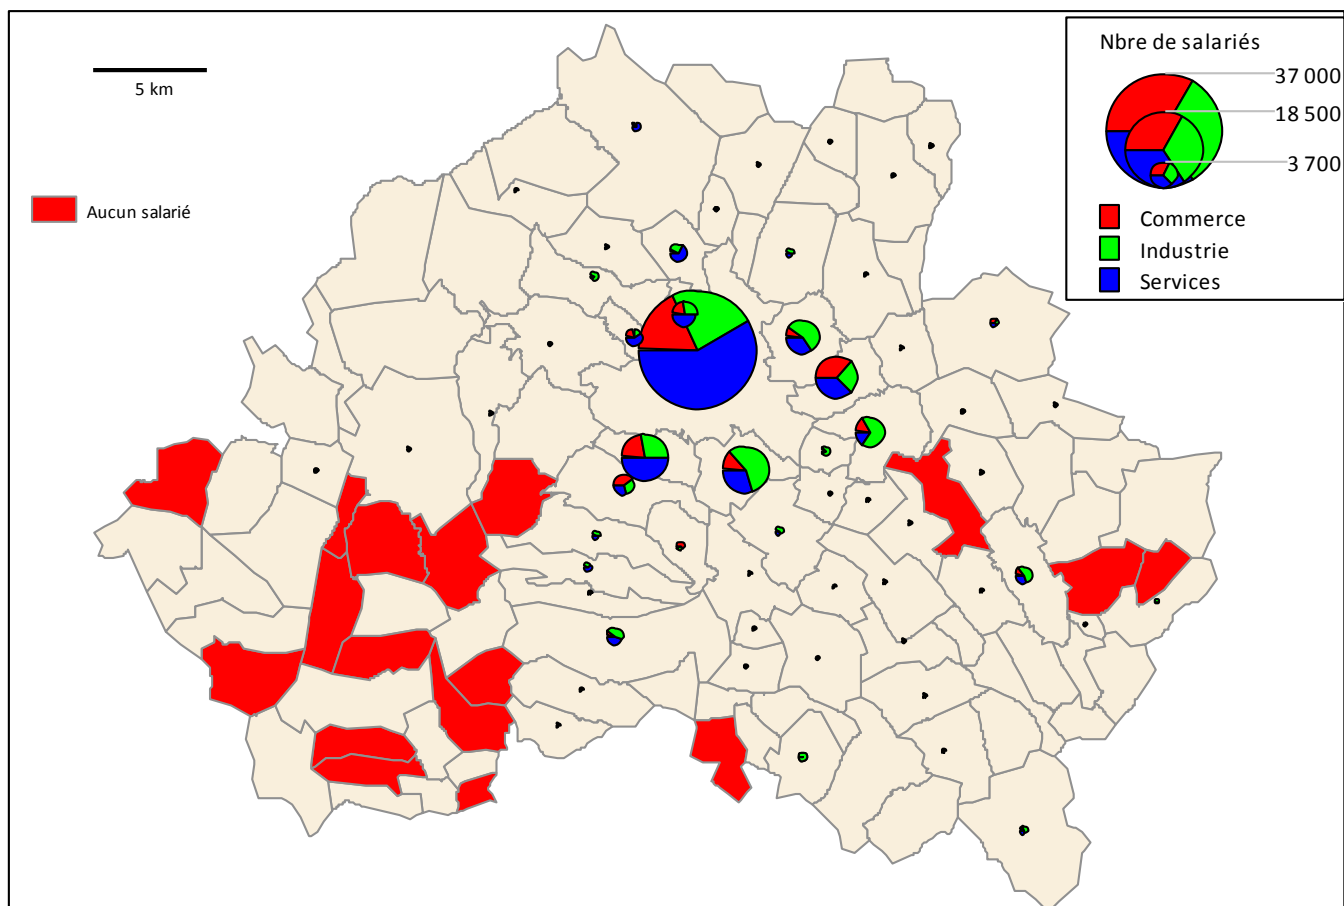 5 km
Aucun salarié
Nbre de salariés
37 000
18 500
3 700
Commerce
Industrie
Services